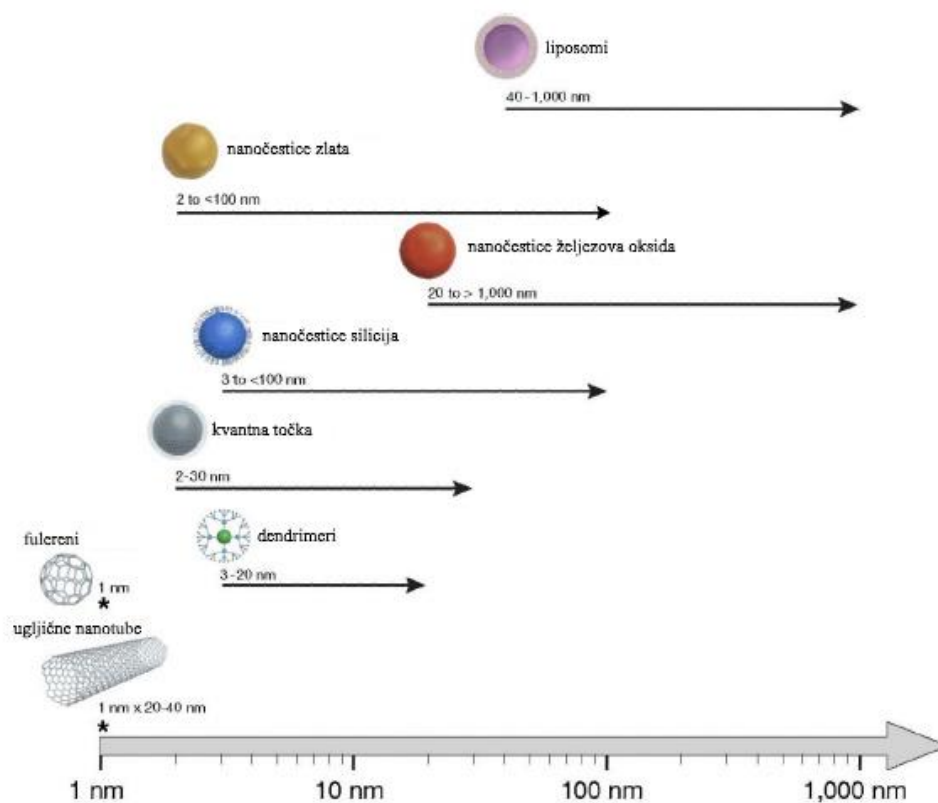 liposomi
40-1,000 nm
nanočestice zlata
2 to <100 nm
nanočestice željezova oksida
20 to > 1,000 nm
nanočestice silicija
3 to <100 nm
kvantna točka
2-30 nm
fulereni
dendrimeri
3-20 nm
1 nm
*
ugljične nanotube
1 nm x 20-40 nm
*
1 nm 10 nm 100 nm 1,000 nm